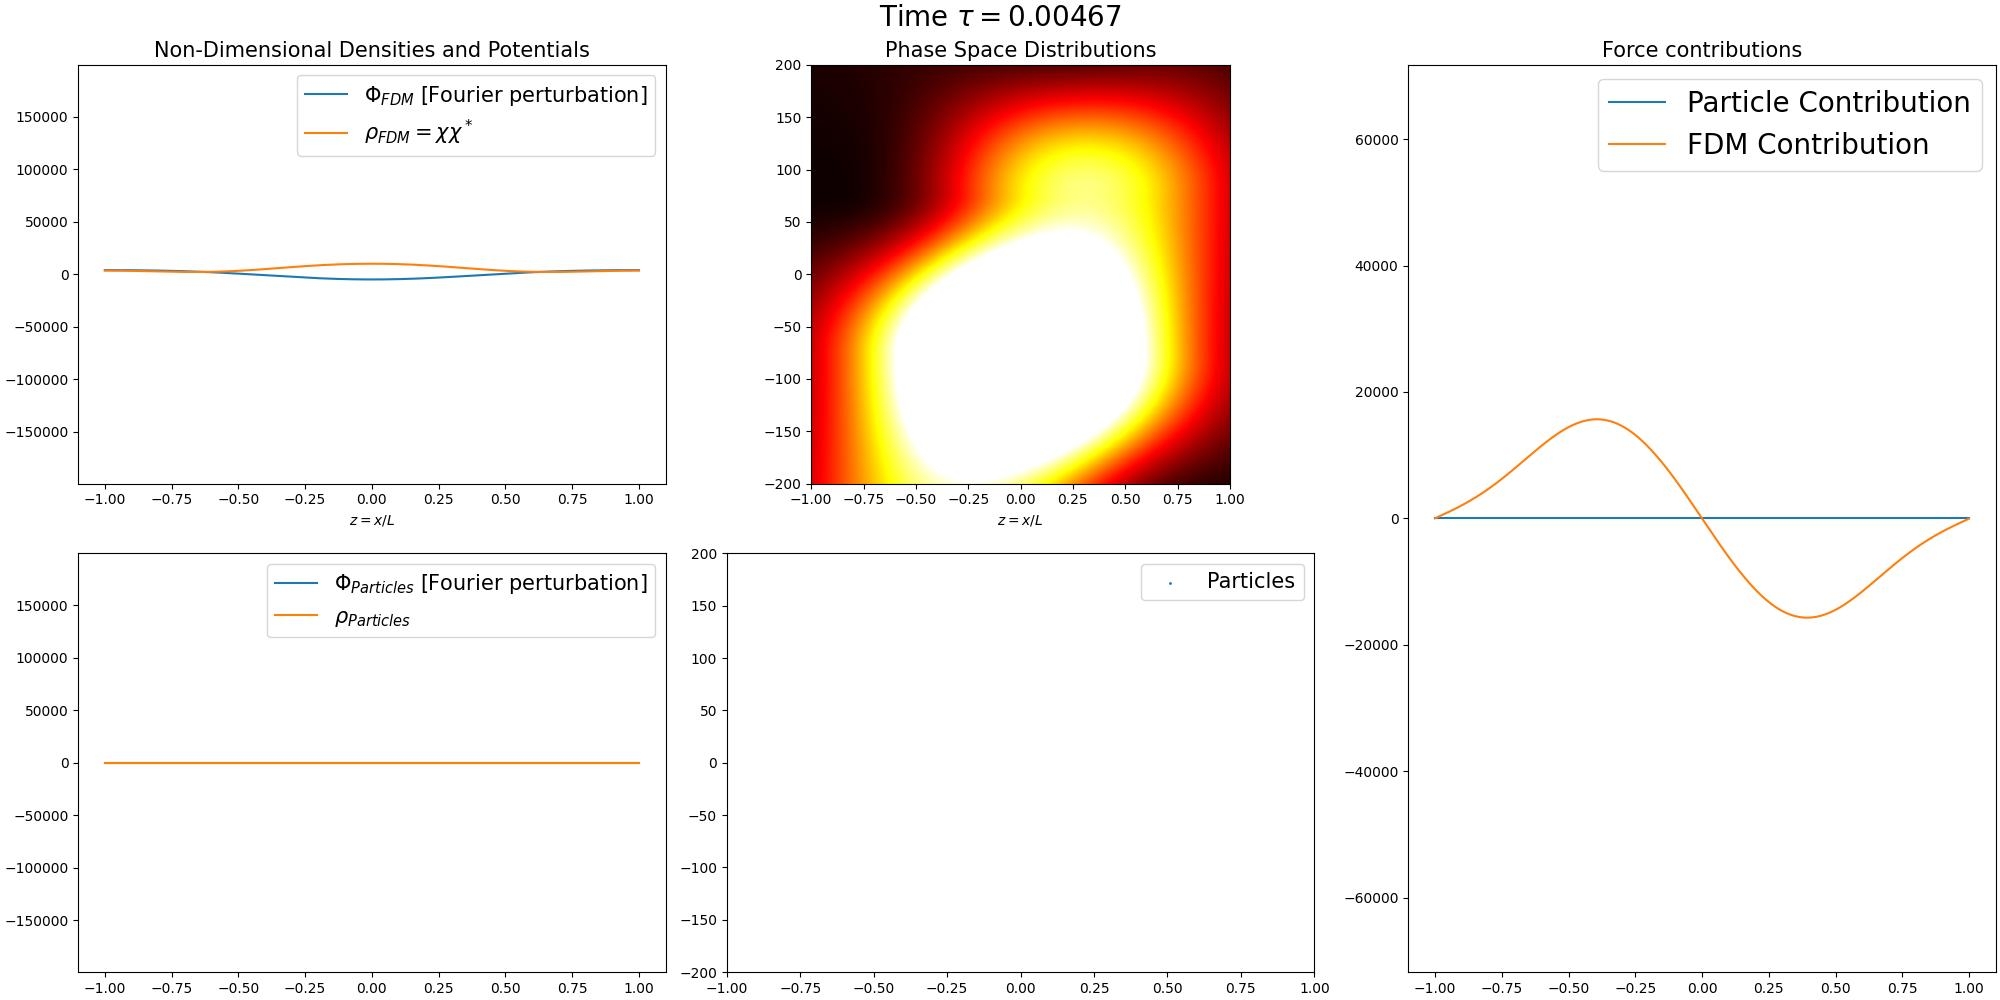 Time τ = 0.00467
Non-Dimensional Densities and Potentials
Φ_FDM [Fourier perturbation]
ρ_FDM = χχ*
150000
100000
50000
0
−50000
−100000
−150000
−1.00 −0.75 −0.50 −0.25 0.00 0.25 0.50 0.75 1.00
z = x/L
Phase Space Distributions
200
150
100
50
0
−50
−100
−150
−200
−1.00 −0.75 −0.50 −0.25 0.00 0.25 0.50 0.75 1.00
z = x/L
Force contributions
Particle Contribution
FDM Contribution
60000
40000
20000
0
−20000
−40000
−60000
−1.00 −0.75 −0.50 −0.25 0.00 0.25 0.50 0.75 1.00
Φ_Particles [Fourier perturbation]
ρ_Particles
150000
100000
50000
0
−50000
−100000
−150000
−1.00 −0.75 −0.50 −0.25 0.00 0.25 0.50 0.75 1.00
Particles
200
150
100
50
0
−50
−100
−150
−200
−1.00 −0.75 −0.50 −0.25 0.00 0.25 0.50 0.75 1.00